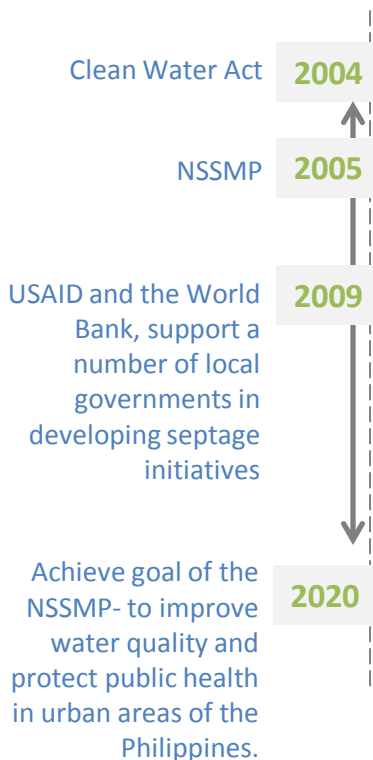 Clean Water Act 2004
NSSMP 2005
USAID and the World 2009
Bank, support a
number of local
governments in
developing septage
initiatives
Achieve goal of the
NSSMP- to improve 2020
water quality and
protect public health
in urban areas of the
Philippines.